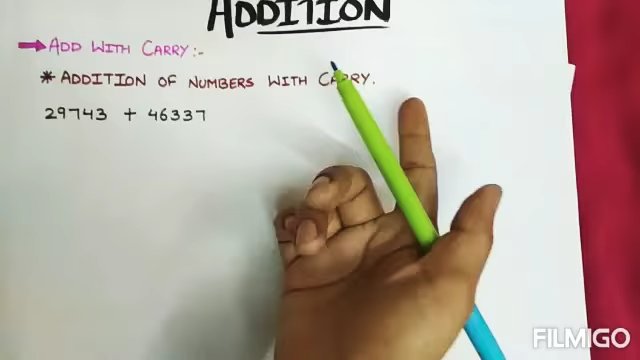 ADDITION
ADD WITH CARRY:-
* ADDITION OF NUMBERS WITH CARRY.
29743 + 46337
FILMIGO